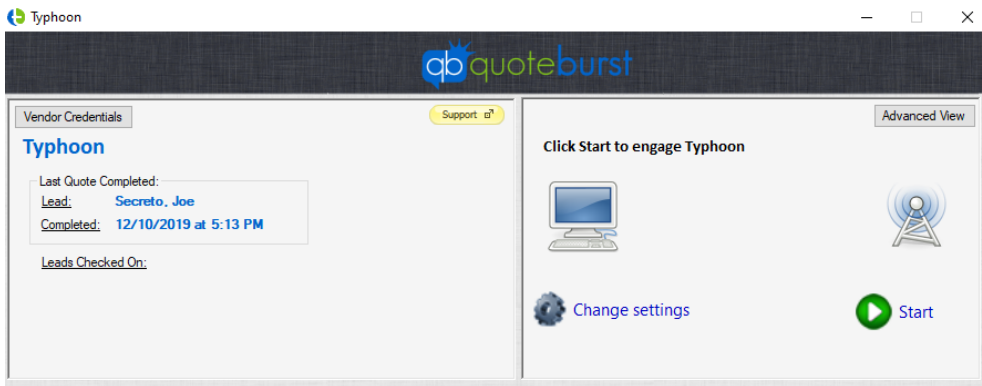 Typhoon
qb quoteburst
Vendor Credentials
Support
Typhoon
Last Quote Completed:
Lead: Secreto, Joe
Completed: 12/10/2019 at 5:13 PM
Leads Checked On:
Advanced View
Click Start to engage Typhoon
Change settings
Start